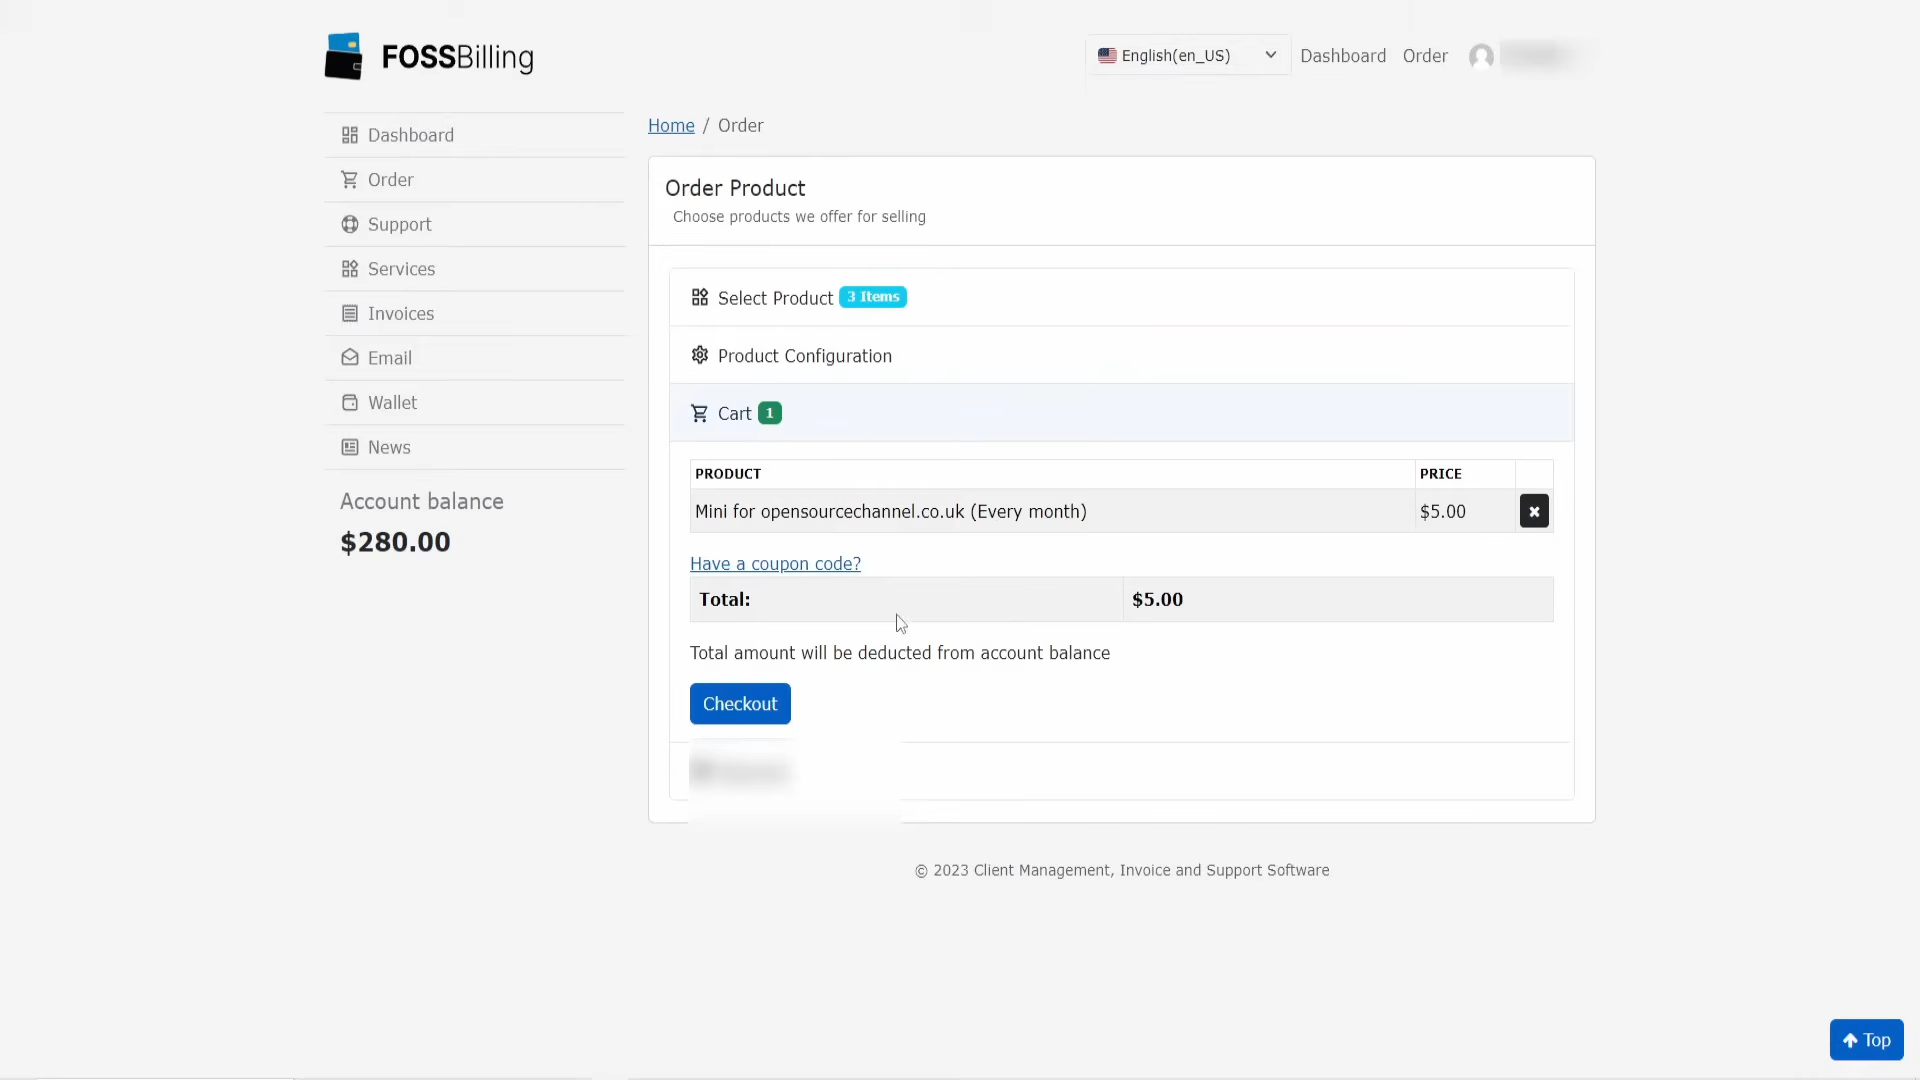 FOSSBilling
English(en_US)
Dashboard
Order
Dashboard
Order
Support
Services
Invoices
Email
Wallet
News
Account balance
$280.00
Home / Order
Order Product
Choose products we offer for selling
Select Product 3 Items
Product Configuration
Cart 1
PRODUCT PRICE
Mini for opensourcechannel.co.uk (Every month) $5.00
Have a coupon code?
Total: $5.00
Total amount will be deducted from account balance
Checkout
© 2023 Client Management, Invoice and Support Software
Top